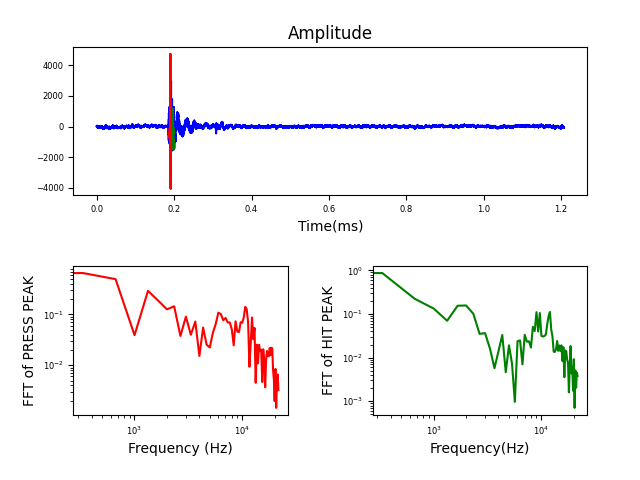 Amplitude
4000
2000
0
−2000
−4000
0.0 0.2 0.4 0.6 0.8 1.0 1.2
Time(ms)
FFT of PRESS PEAK
10⁻¹
10⁻²
10³ 10⁴
Frequency (Hz)
FFT of HIT PEAK
10⁰
10⁻¹
10⁻²
10⁻³
10³ 10⁴
Frequency(Hz)